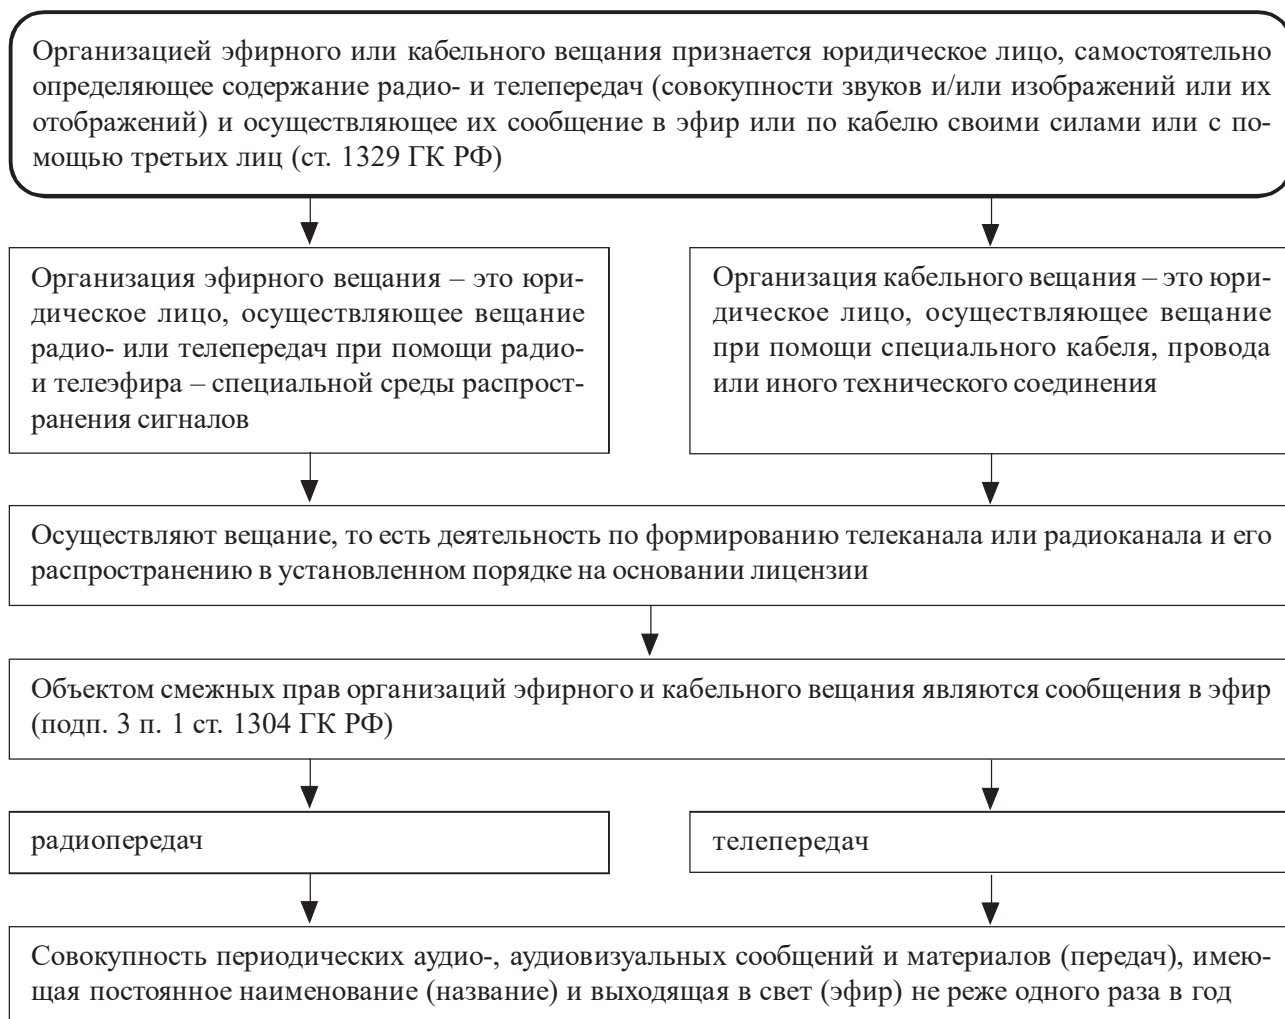 Организацией эфирного или кабельного вещания признается юридическое лицо, самостоятельно
определяющее содержание радио- и телепередач (совокупности звуков и/или изображений или их
отображений) и осуществляющее их сообщение в эфир или по кабелю своими силами или с по-
мощью третьих лиц (ст. 1329 ГК РФ)
Организация эфирного вещания – это юри-
дическое лицо, осуществляющее вещание
радио- или телепередач при помощи радио-
и телеэфира – специальной среды распрост-
ранения сигналов
Организация кабельного вещания – это юри-
дическое лицо, осуществляющее вещание
при помощи специального кабеля, провода
или иного технического соединения
Осуществляют вещание, то есть деятельность по формированию телеканала или радиоканала и его
распространению в установленном порядке на основании лицензии
Объектом смежных прав организаций эфирного и кабельного вещания являются сообщения в эфир
(подп. 3 п. 1 ст. 1304 ГК РФ)
радиопередач
телепередач
Совокупность периодических аудио-, аудиовизуальных сообщений и материалов (передач), имею-
щая постоянное наименование (название) и выходящая в свет (эфир) не реже одного раза в год